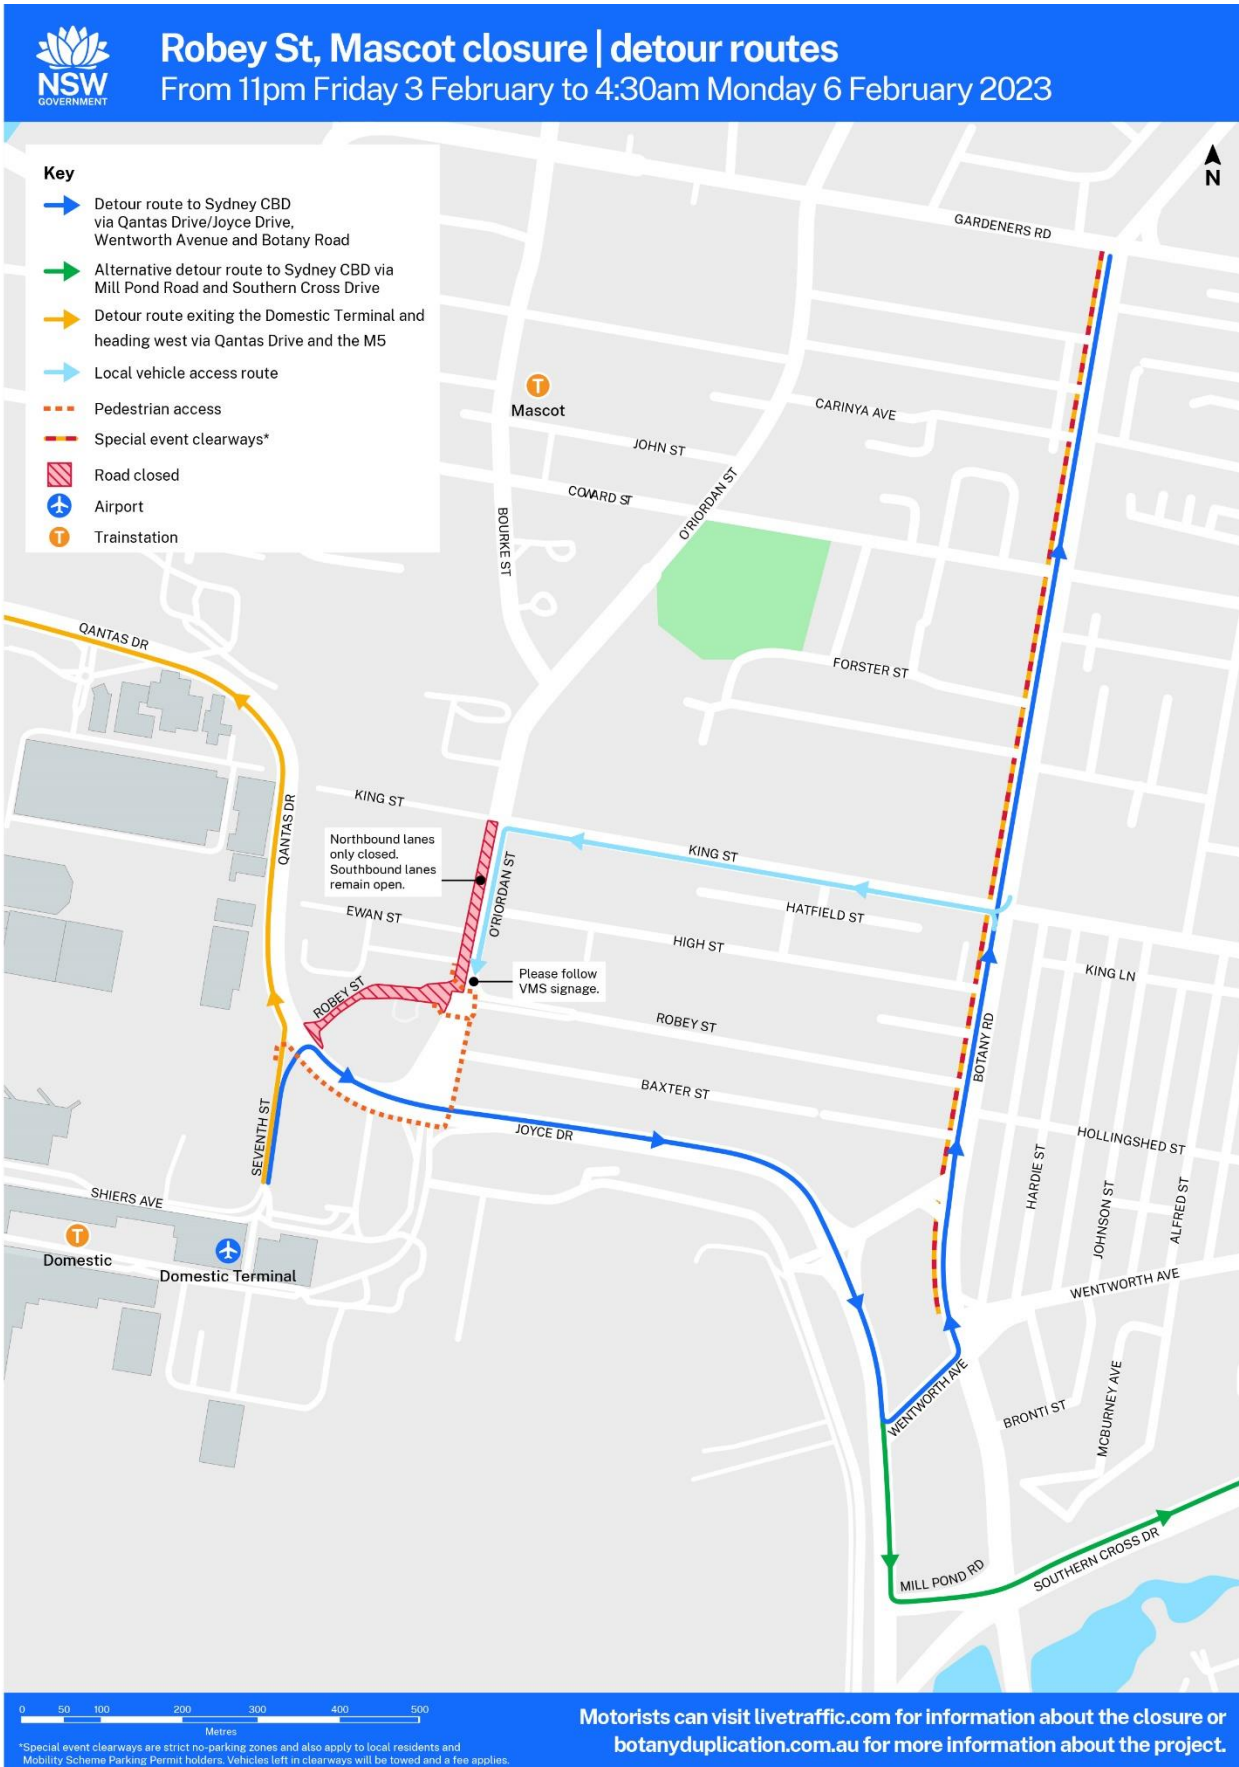 NSW
GOVERNMENT
Robey St, Mascot closure | detour routes
From 11pm Friday 3 February to 4:30am Monday 6 February 2023
N
Key
Detour route to Sydney CBD
via Qantas Drive/Joyce Drive,
Wentworth Avenue and Botany Road
Alternative detour route to Sydney CBD via
Mill Pond Road and Southern Cross Drive
Detour route exiting the Domestic Terminal and
heading west via Qantas Drive and the M5
Local vehicle access route
Pedestrian access
Special event clearways*
Road closed
Airport
T Trainstation
GARDENERS RD
T
Mascot
CARINYA AVE
JOHN ST
COWARD ST
O'RIORDAN ST
BOURKE ST
QANTAS DR
FORSTER ST
KING ST
QANTAS DR
Northbound lanes
only closed.
Southbound lanes
remain open.
KING ST
O'RIORDAN ST
EWAN ST
HATFIELD ST
HIGH ST
KING LN
Please follow
VMS signage.
ROBEY ST
ROBEY ST
BOTANY RD
BAXTER ST
JOYCE DR
SEVENTH ST
HOLLINGSHED ST
HARDIE ST
JOHNSON ST
ALFRED ST
SHIERS AVE
T
Domestic
Domestic Terminal
WENTWORTH AVE
WENTWORTH AVE
BRONTI ST
MCBURNEY AVE
MILL POND RD
SOUTHERN CROSS DR
0 50 100 200 300 400 500
Metres
*Special event clearways are strict no-parking zones and also apply to local residents and
Mobility Scheme Parking Permit holders. Vehicles left in clearways will be towed and a fee applies.
Motorists can visit livetraffic.com for information about the closure or
botanyduplication.com.au for more information about the project.